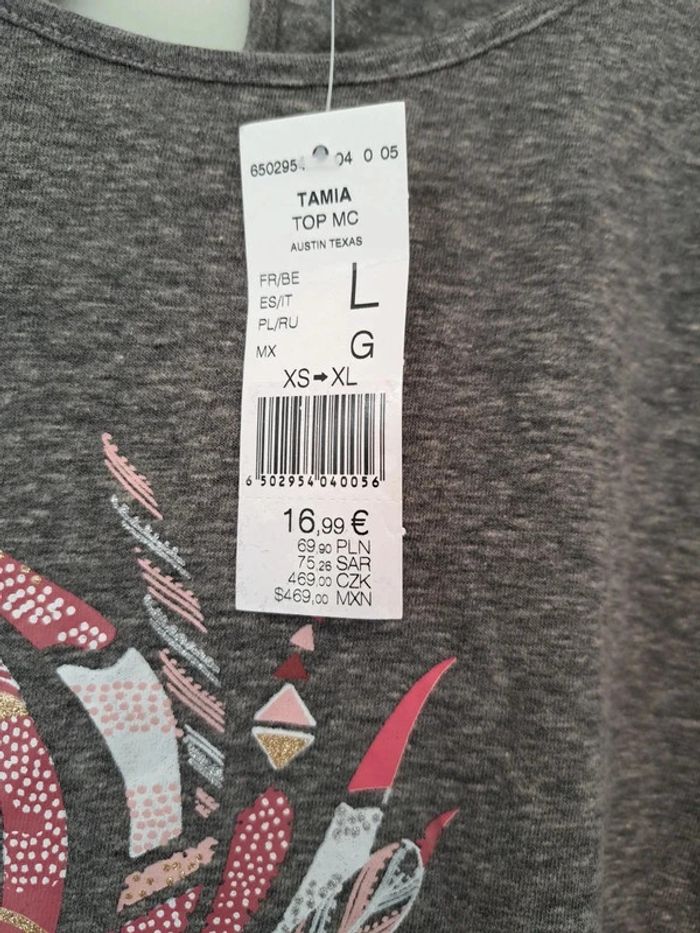 650295 04 0 05
TAMIA
TOP MC
AUSTIN TEXAS
FR/BE
ES/IT
PL/RU
L
MX G
XS➡XL
6 502954 040056
16,99 €
69,90 PLN
75,26 SAR
469,00 CZK
$469,00 MXN